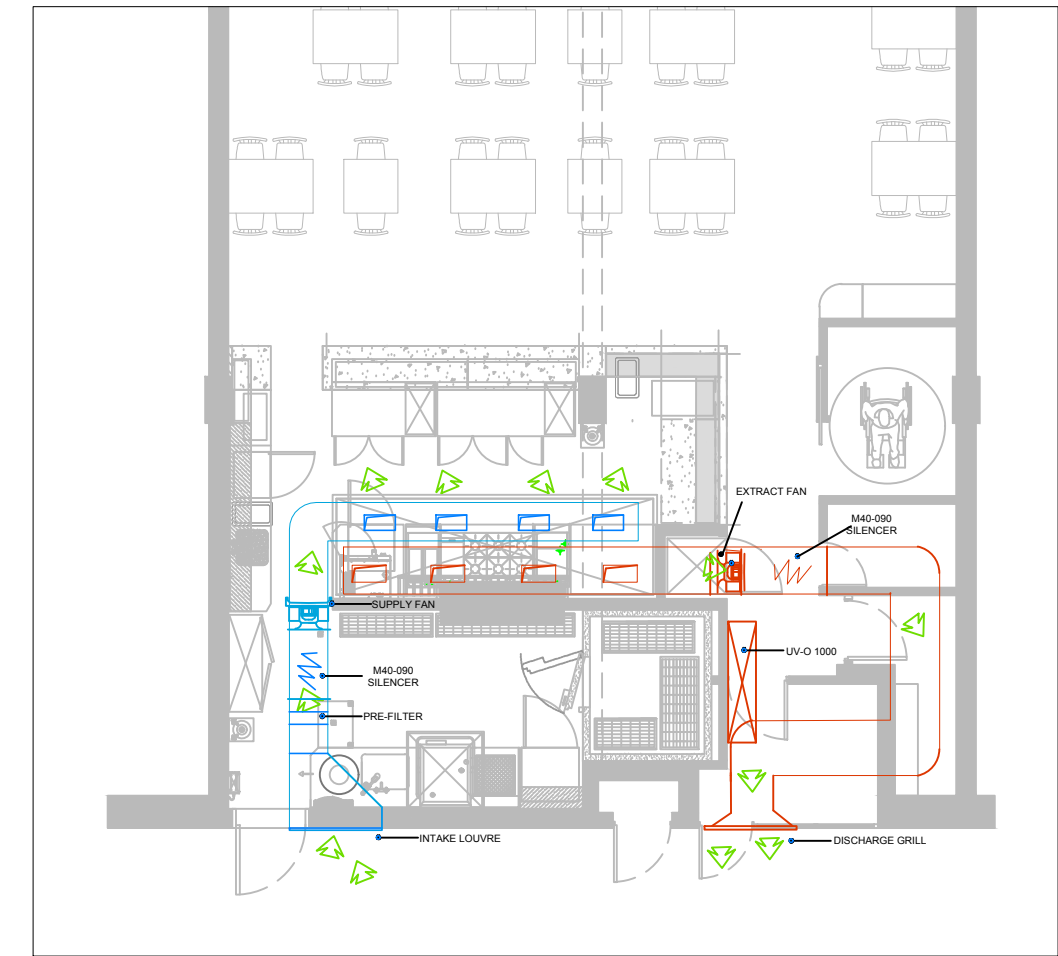 EXTRACT FAN
M40-090
SILENCER
SUPPLY FAN
UV-O 1000
M40-090
SILENCER
PRE-FILTER
INTAKE LOUVRE
DISCHARGE GRILL